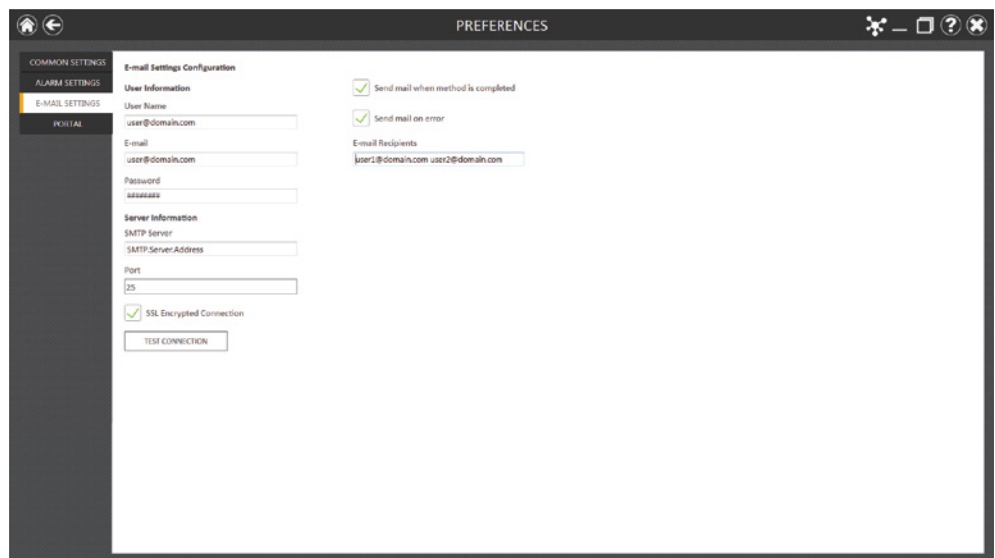 PREFERENCES
COMMON SETTINGS
ALARM SETTINGS
E-MAIL SETTINGS
PORTAL
E-mail Settings Configuration
User Information
User Name
user@domain.com
E-mail
user@domain.com
Password
########
Server Information
SMTP Server
SMTP.Server.Address
Port
25
SSL Encrypted Connection
TEST CONNECTION
Send mail when method is completed
Send mail on error
E-mail Recipients
user1@domain.com user2@domain.com